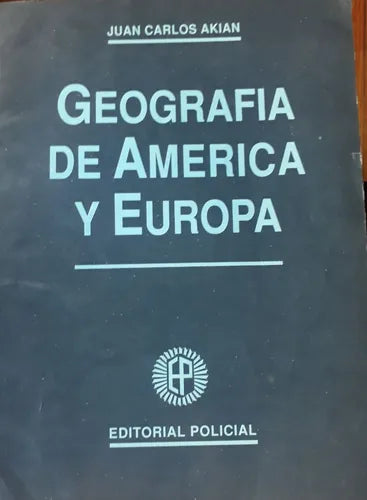 JUAN CARLOS AKIAN
GEOGRAFIA
DE AMERICA
Y EUROPA
EP
EDITORIAL POLICIAL